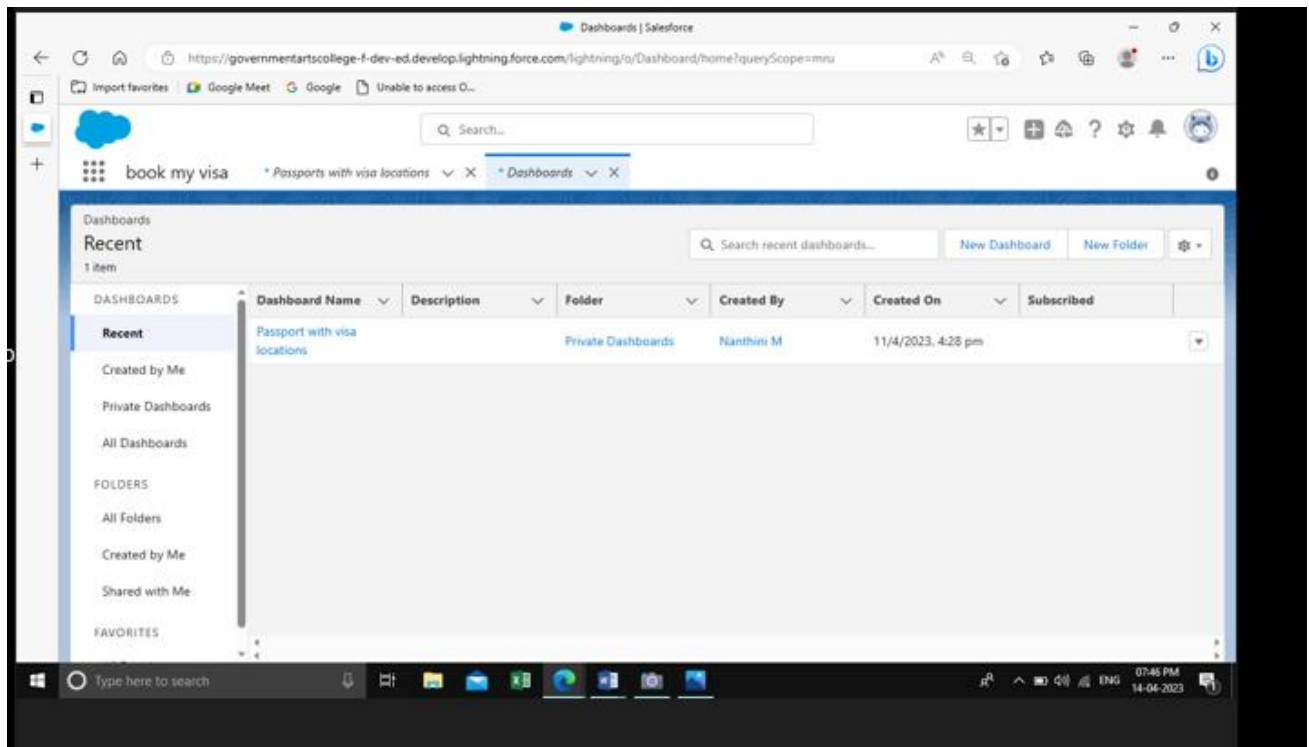 Dashboards | Salesforce
https://governmentartscollege-f-dev-ed.develop.lightning.force.com/lightning/o/Dashboard/home?queryScope=mru
Import favorites Google Meet Google Unable to access O...
Search...
book my visa * Passports with visa locations * Dashboards
Dashboards
Recent
1 item
Search recent dashboards... New Dashboard New Folder
DASHBOARDS Dashboard Name Description Folder Created By Created On Subscribed
Recent Passport with visa locations Private Dashboards Nanthini M 11/4/2023, 4:28 pm
Created by Me
Private Dashboards
All Dashboards
FOLDERS
All Folders
Created by Me
Shared with Me
FAVORITES
Type here to search ENG 07:46 PM
14-04-2023